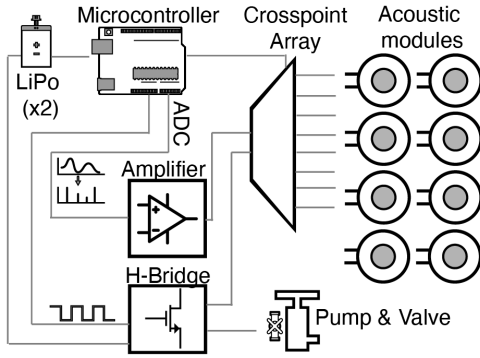 Microcontroller
Crosspoint
Array
Acoustic
modules
LiPo
(x2)
ADC
Amplifier
H-Bridge
Pump & Valve